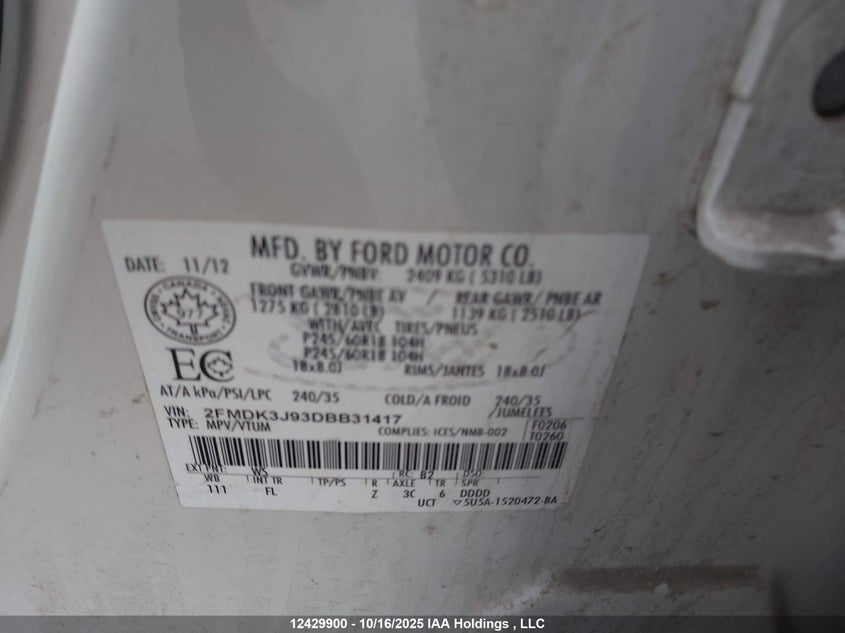 MFD. BY FORD MOTOR CO.
DATE: 11/12
GVWR/PNBV: 2409 KG ( 5310 LB)
FRONT GAWR/PNBE AV / REAR GAWR/ PNBE AR
1275 KG ( 2810 LB) 1139 KG ( 2510 LB)
WITH/AVEC TIRES/PNEUS
P245/60R18 104H
P245/60R18 104H
18x8.0J RIMS/JANTES 18x8.0J
CANADA
TRANSPORT
EC
AT/A kPa/PSI/LPC 240/35 COLD/A FROID 240/35
/JUMELEES
VIN: 2FMDK3J93DBB31417
TYPE: MPV/VTUM COMPLIES: ICES/NMB-002
F0206
T0260
EXT PNT: WS RC: B2 DSO:
WB INT TR TP/PS R AXLE TR SPR
111 FL Z 3C 6 DDDD
UCT ▽5U5A-1520472-BA
12429900 - 10/16/2025 IAA Holdings , LLC